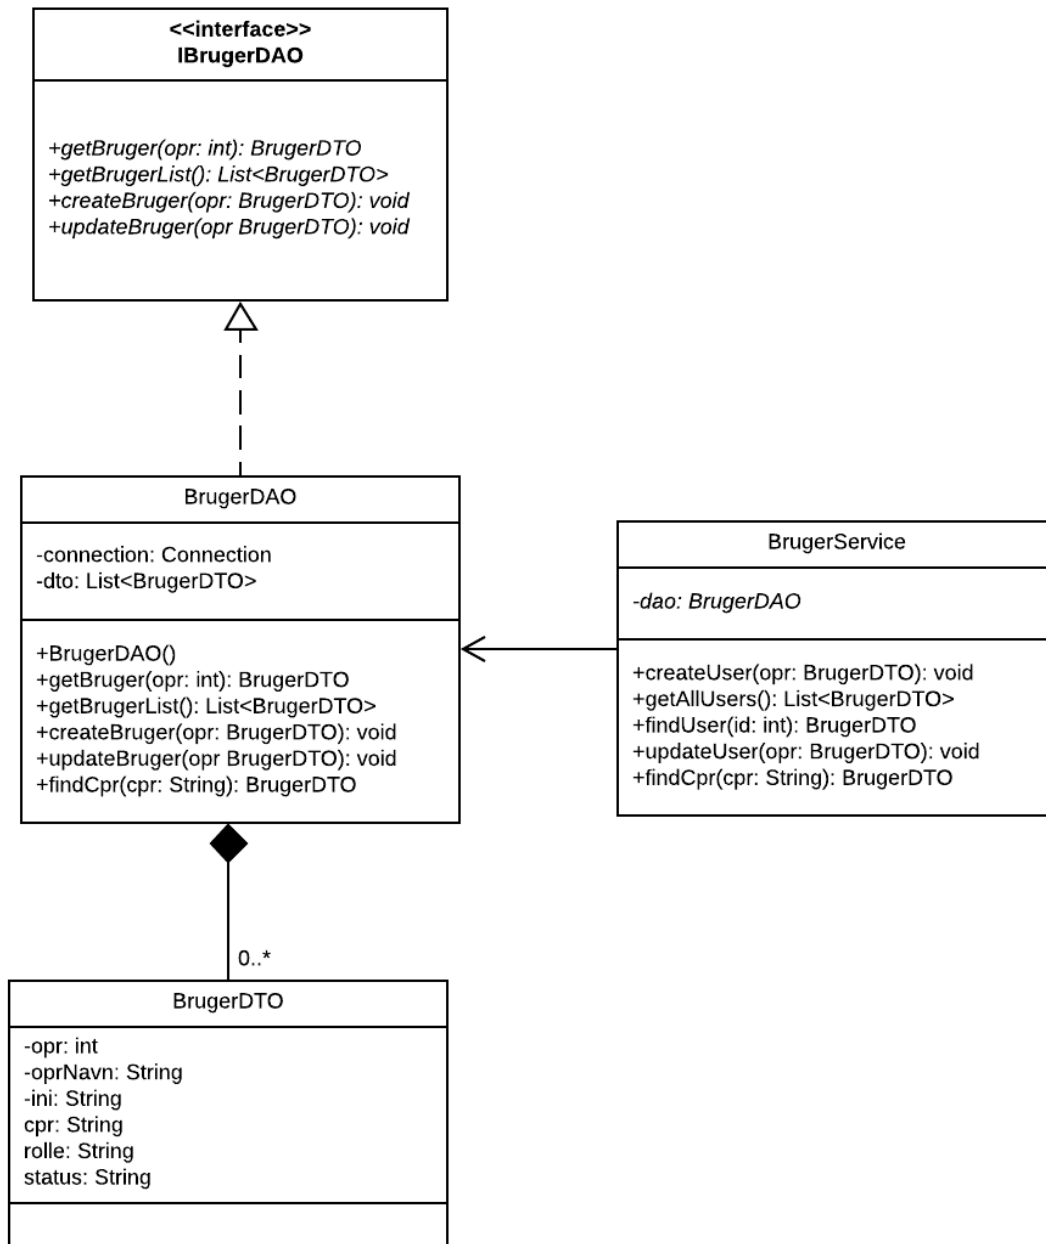 <<interface>>
IBrugerDAO
+getBruger(opr: int): BrugerDTO
+getBrugerList(): List<BrugerDTO>
+createBruger(opr: BrugerDTO): void
+updateBruger(opr BrugerDTO): void
BrugerDAO
-connection: Connection
-dto: List<BrugerDTO>
+BrugerDAO()
+getBruger(opr: int): BrugerDTO
+getBrugerList(): List<BrugerDTO>
+createBruger(opr: BrugerDTO): void
+updateBruger(opr BrugerDTO): void
+findCpr(cpr: String): BrugerDTO
BrugerService
-dao: BrugerDAO
+createUser(opr: BrugerDTO): void
+getAllUsers(): List<BrugerDTO>
+findUser(id: int): BrugerDTO
+updateUser(opr: BrugerDTO): void
+findCpr(cpr: String): BrugerDTO
0..*
BrugerDTO
-opr: int
-oprNavn: String
-ini: String
cpr: String
rolle: String
status: String